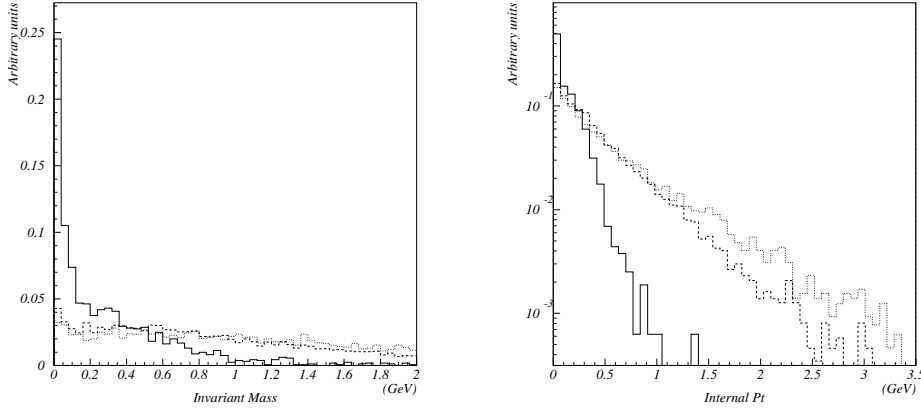 Arbitrary units
0.25
0.2
0.15
0.1
0.05
0
0 0.2 0.4 0.6 0.8 1 1.2 1.4 1.6 1.8 2
(GeV)
Invariant Mass
Arbitrary units
10 -1
10 -2
10 -3
0 0.5 1 1.5 2 2.5 3 3.5
(GeV)
Internal Pt